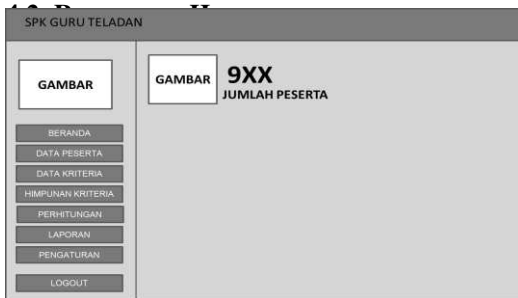 SPK GURU TELADAN
GAMBAR
GAMBAR
9XX
JUMLAH PESERTA
BERANDA
DATA PESERTA
DATA KRITERIA
HIMPUNAN KRITERIA
PERHITUNGAN
LAPORAN
PENGATURAN
LOGOUT